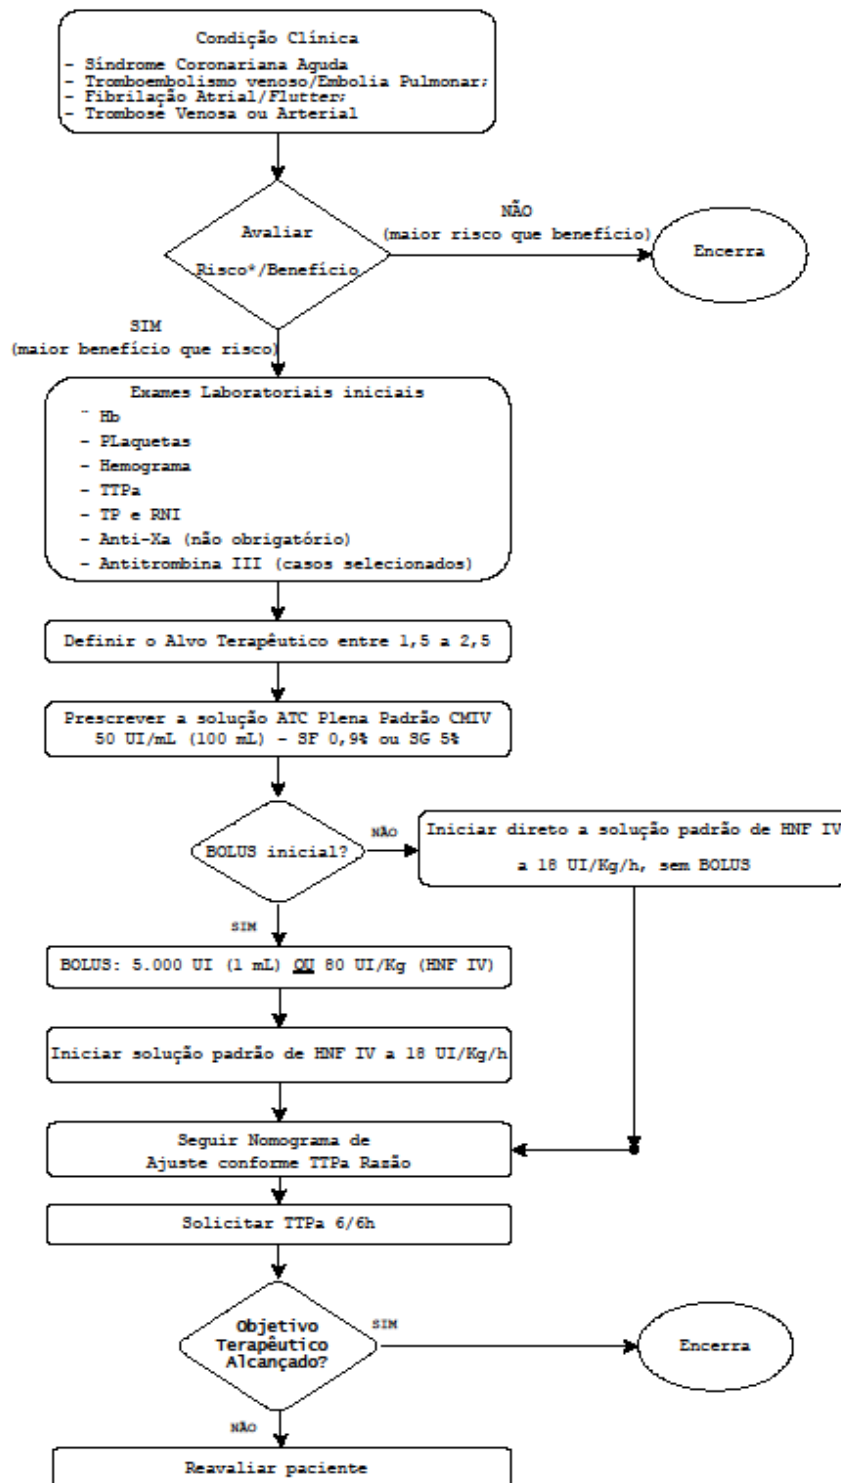 Condição Clínica
- Síndrome Coronariana Aguda
- Tromboembolismo venoso/Embolia Pulmonar;
- Fibrilação Atrial/Flutter;
- Trombose Venosa ou Arterial
Avaliar
Risco*/Benefício
NÃO
(maior risco que benefício)
Encerra
SIM
(maior benefício que risco)
Exames Laboratoriais iniciais
¨ Hb
- PLaquetas
- Hemograma
- TTPa
- TP e RNI
- Anti-Xa (não obrigatório)
- Antitrombina III (casos selecionados)
Definir o Alvo Terapêutico entre 1,5 a 2,5
Prescrever a solução ATC Plena Padrão CMIV
50 UI/mL (100 mL) - SF 0,9% ou SG 5%
BOLUS inicial?
NÃO
Iniciar direto a solução padrão de HNF IV
a 18 UI/Kg/h, sem BOLUS
SIM
BOLUS: 5.000 UI (1 mL) OU 80 UI/Kg (HNF IV)
Iniciar solução padrão de HNF IV a 18 UI/Kg/h
Seguir Nomograma de
Ajuste conforme TTPa Razão
Solicitar TTPa 6/6h
Objetivo
Terapêutico
Alcançado?
SIM
Encerra
NÃO
Reavaliar paciente